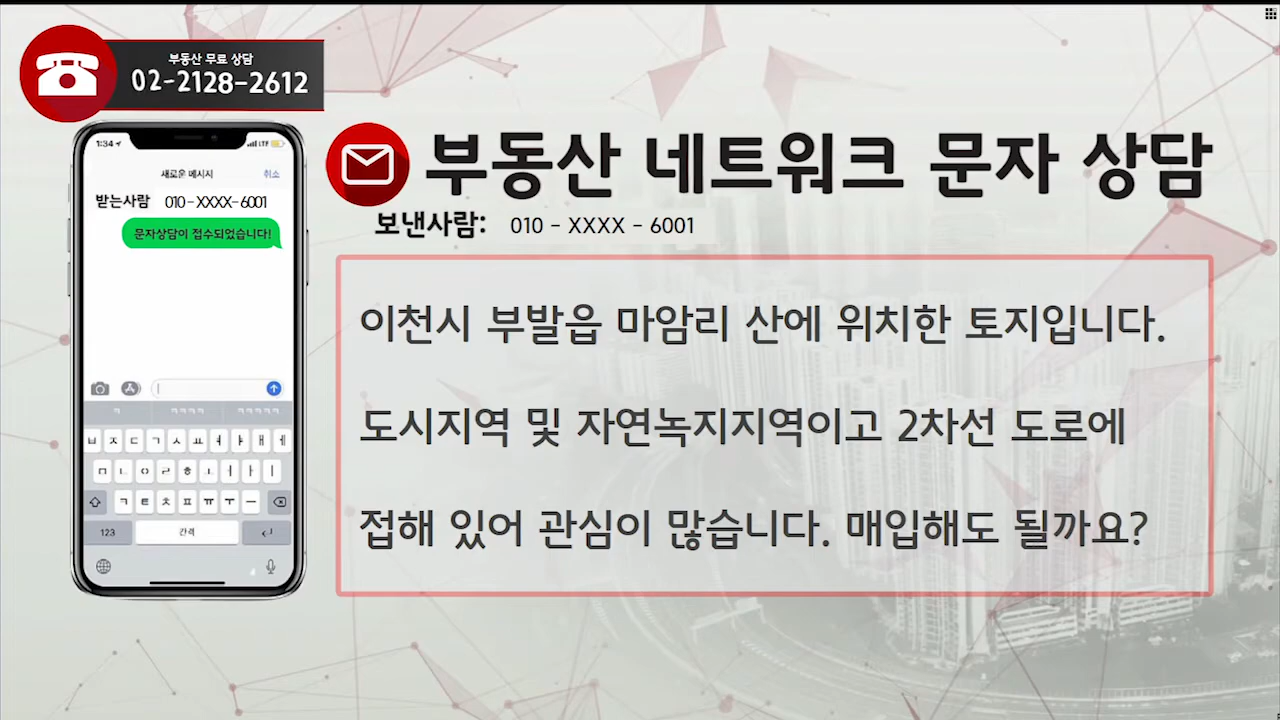 부동산 무료 상담
02-2128-2612
1:34
LTE
새로운 메시지
취소
받는사람 010-XXXX-6001
문자상담이 접수되었습니다!
ㅋ ㅋㅋㅋㅋ ㅋㅋㅋㅋㅋ
ㅂ ㅈ ㄷ ㄱ ㅅ ㅛ ㅕ ㅑ ㅐ ㅔ
ㅁ ㄴ ㅇ ㄹ ㅎ ㅗ ㅓ ㅏ ㅣ
ㅋ ㅌ ㅊ ㅍ ㅠ ㅜ ㅡ
123 간격
부동산 네트워크 문자 상담
보낸사람: 010 - XXXX - 6001
이천시 부발읍 마암리 산에 위치한 토지입니다.
도시지역 및 자연녹지지역이고 2차선 도로에
접해 있어 관심이 많습니다. 매입해도 될까요?